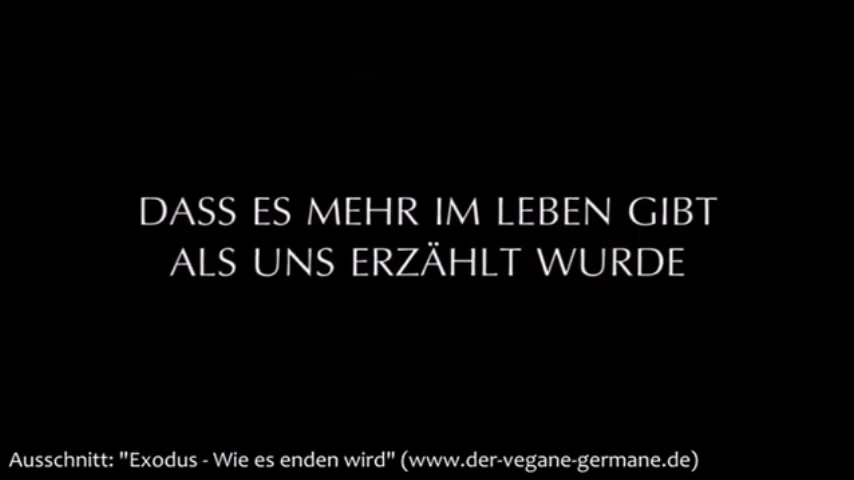 DASS ES MEHR IM LEBEN GIBT
ALS UNS ERZÄHLT WURDE
Ausschnitt: "Exodus - Wie es enden wird" (www.der-vegane-germane.de)